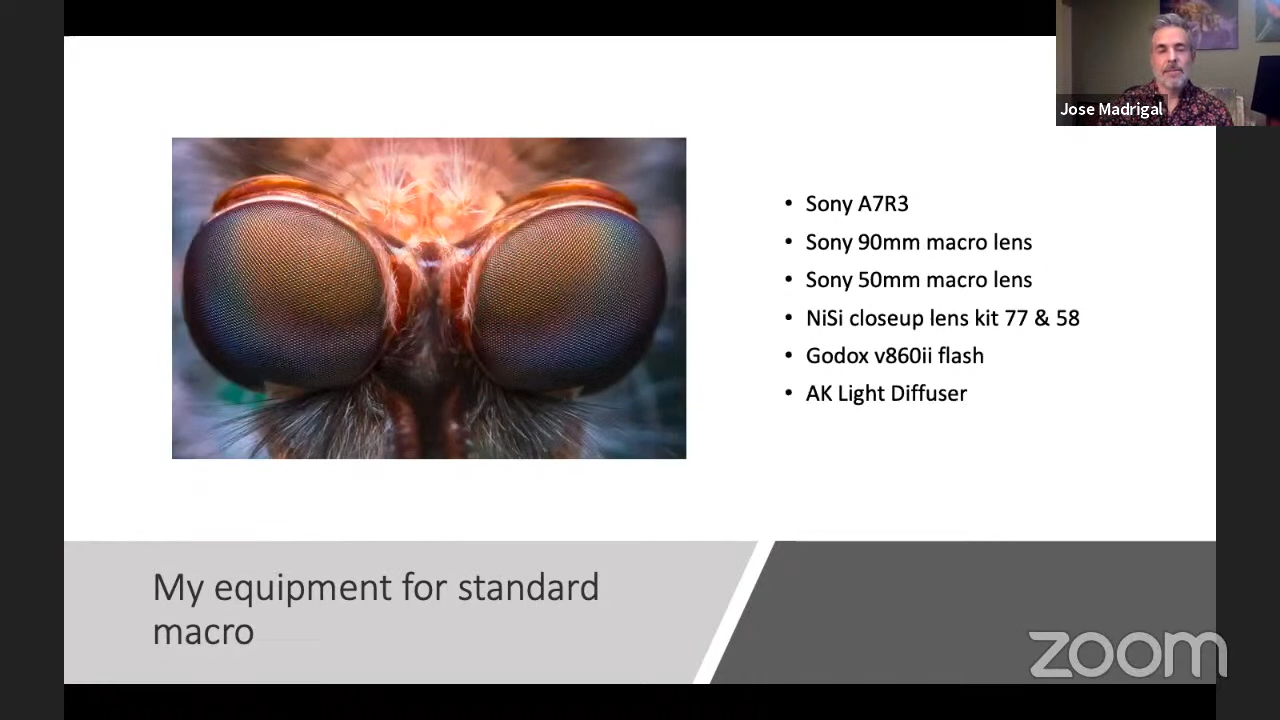 Jose Madrigal
• Sony A7R3
• Sony 90mm macro lens
• Sony 50mm macro lens
• NiSi closeup lens kit 77 & 58
• Godox v860ii flash
• AK Light Diffuser
My equipment for standard
macro
zoom